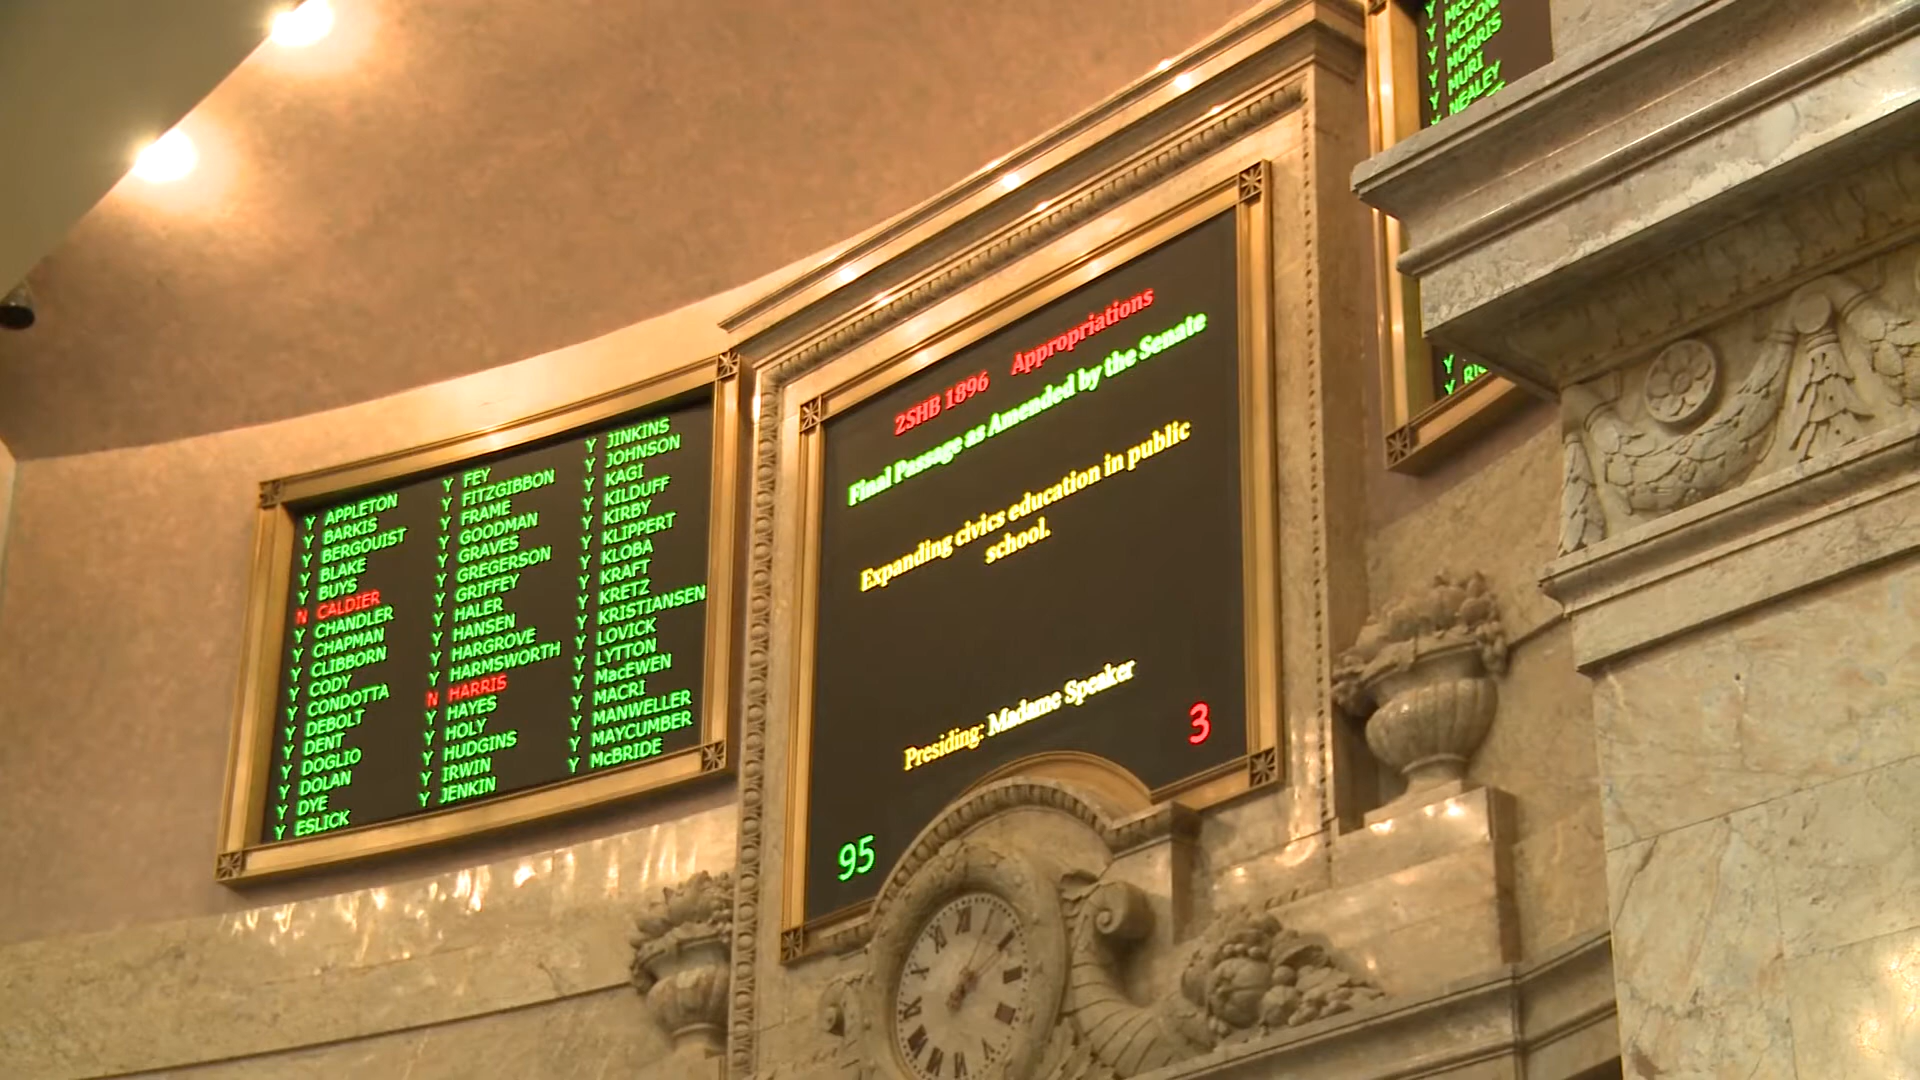 Y APPLETON
Y BARKIS
Y BERGQUIST
Y BLAKE
Y BUYS
N CALDIER
Y CHANDLER
Y CHAPMAN
Y CLIBBORN
Y CODY
Y CONDOTTA
Y DEBOLT
Y DENT
Y DOGLIO
Y DOLAN
Y DYE
Y ESLICK
Y FEY
Y FITZGIBBON
Y FRAME
Y GOODMAN
Y GRAVES
Y GREGERSON
Y GRIFFEY
Y HALER
Y HANSEN
Y HARGROVE
Y HARMSWORTH
N HARRIS
Y HAYES
Y HOLY
Y HUDGINS
Y IRWIN
Y JENKIN
Y JINKINS
Y JOHNSON
Y KAGI
Y KILDUFF
Y KIRBY
Y KLIPPERT
Y KLOBA
Y KRAFT
Y KRETZ
Y KRISTIANSEN
Y LOVICK
Y LYTTON
Y MacEWEN
Y MACRI
Y MANWELLER
Y MAYCUMBER
Y McBRIDE
2SHB 1896 Appropriations
Final Passage as Amended by the Senate
Expanding civics education in public
school.
Presiding: Madame Speaker
3
95
Y
Y MCDON
Y MORRIS
Y MURI
Y NEALEY
Y
Y